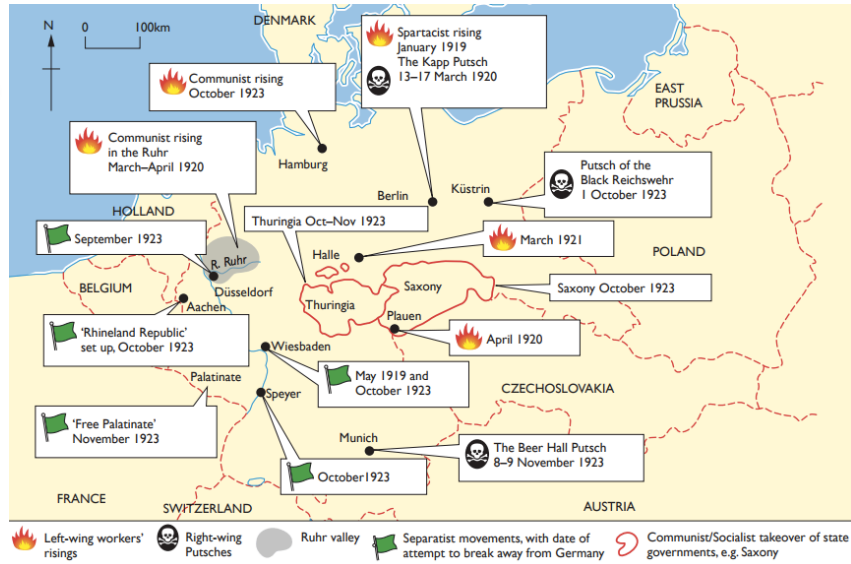 DENMARK
N
0 100km
Spartacist rising
January 1919
The Kapp Putsch
13–17 March 1920
Communist rising
October 1923
EAST
PRUSSIA
Communist rising
in the Ruhr
March–April 1920
Hamburg
Putsch of the
Black Reichswehr
1 October 1923
Berlin
Küstrin
HOLLAND
Thuringia Oct–Nov 1923
September 1923
March 1921
R. Ruhr
Halle
POLAND
BELGIUM
Düsseldorf
Saxony
Saxony October 1923
Aachen
Thuringia
Plauen
'Rhineland Republic'
set up, October 1923
April 1920
Wiesbaden
Palatinate
May 1919 and
October 1923
CZECHOSLOVAKIA
Speyer
'Free Palatinate'
November 1923
Munich
The Beer Hall Putsch
8–9 November 1923
October1923
FRANCE
SWITZERLAND
AUSTRIA
Left-wing workers'
risings
Right-wing
Putsches
Ruhr valley
Separatist movements, with date of
attempt to break away from Germany
Communist/Socialist takeover of state
governments, e.g. Saxony